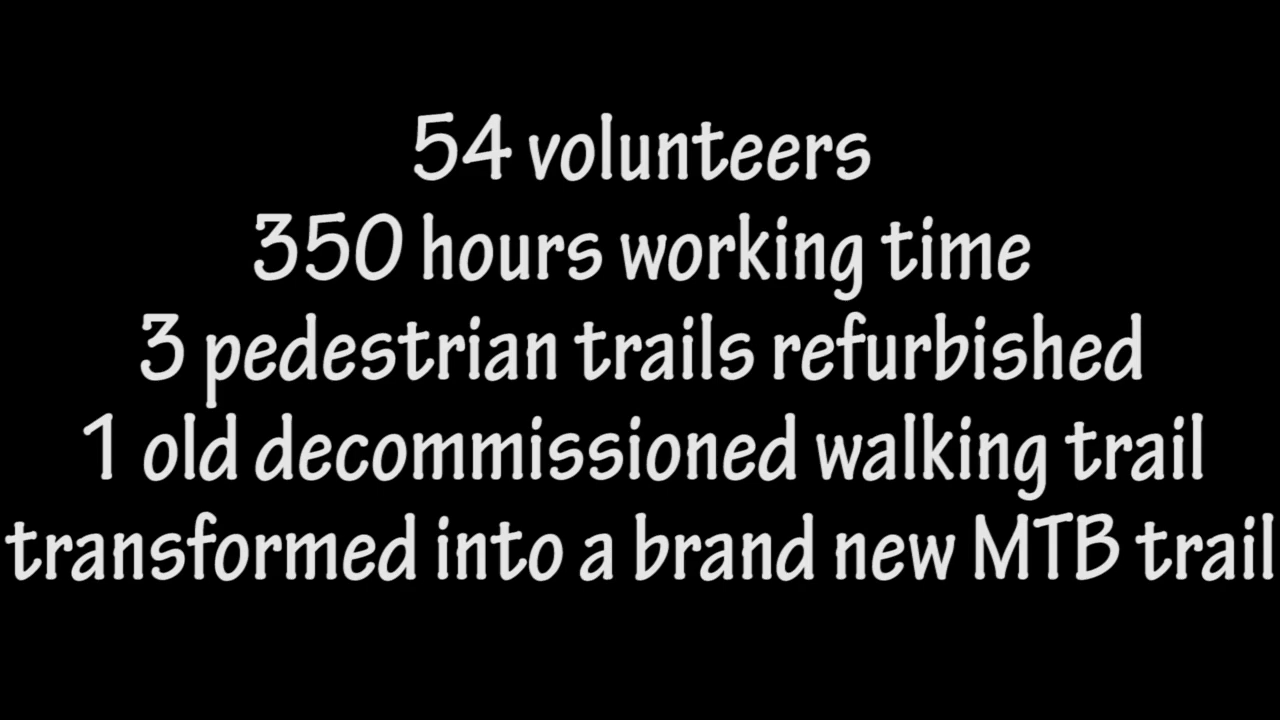 54 volunteers
350 hours working time
3 pedestrian trails refurbished
1 old decommissioned walking trail
transformed into a brand new MTB trail